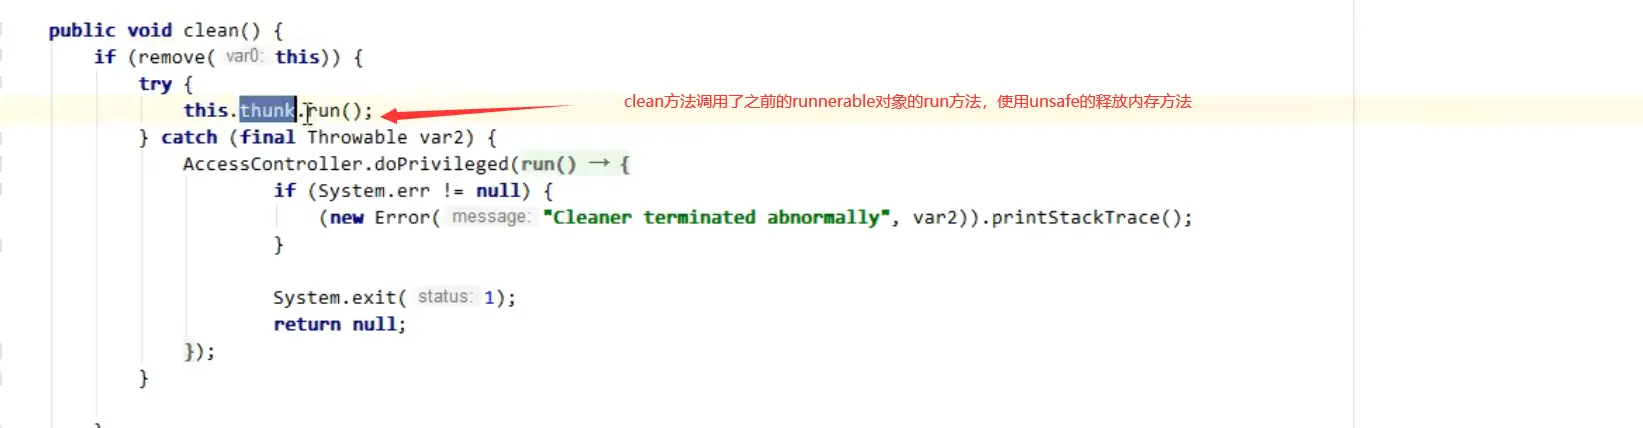 public void clean() {
if (remove( var0: this)) {
try {
this.thunk.run();
clean方法调用了之前的runnerable对象的run方法，使用unsafe的释放内存方法
} catch (final Throwable var2) {
AccessController.doPrivileged(run() → {
if (System.err != null) {
(new Error( message: "Cleaner terminated abnormally", var2)).printStackTrace();
}
System.exit( status: 1);
return null;
});
}